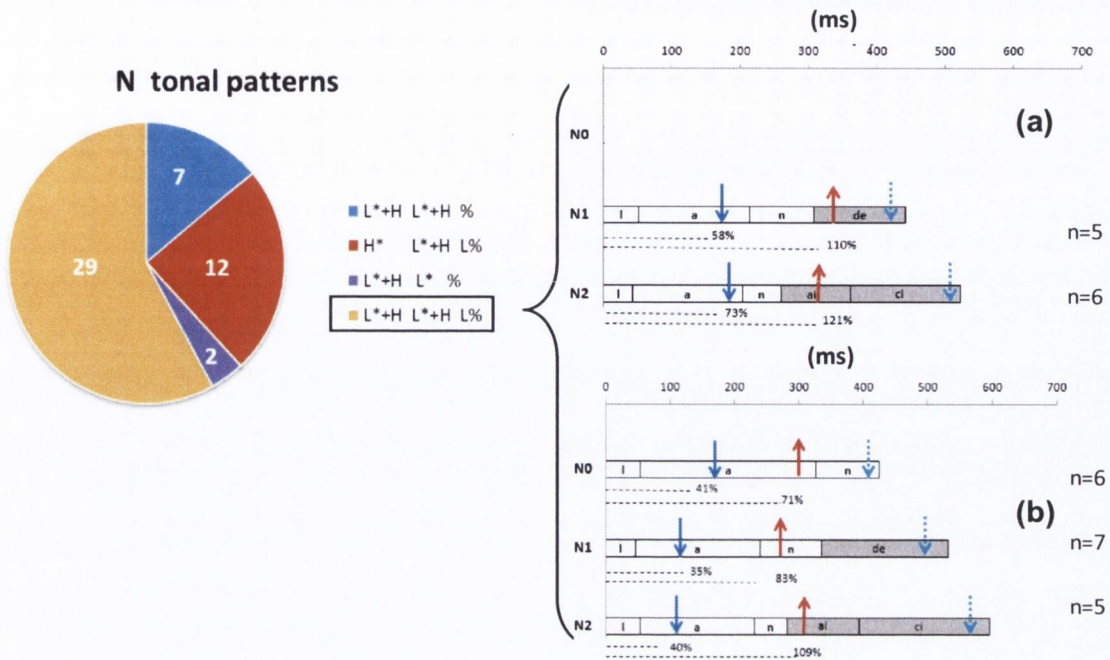 N tonal patterns
7
12
2
29
L*+H L*+H %
H* L*+H L%
L*+H L* %
L*+H L*+H L%
(ms)
0 100 200 300 400 500 600 700
(a)
N0
N1 l a n de
58%
110%
n=5
N2 l a n ai ci
73%
121%
n=6
(ms)
0 100 200 300 400 500 600 700
N0 l a n
41%
71%
n=6
(b)
N1 l a n de
35%
83%
n=7
N2 l a n ai ci
40%
109%
n=5